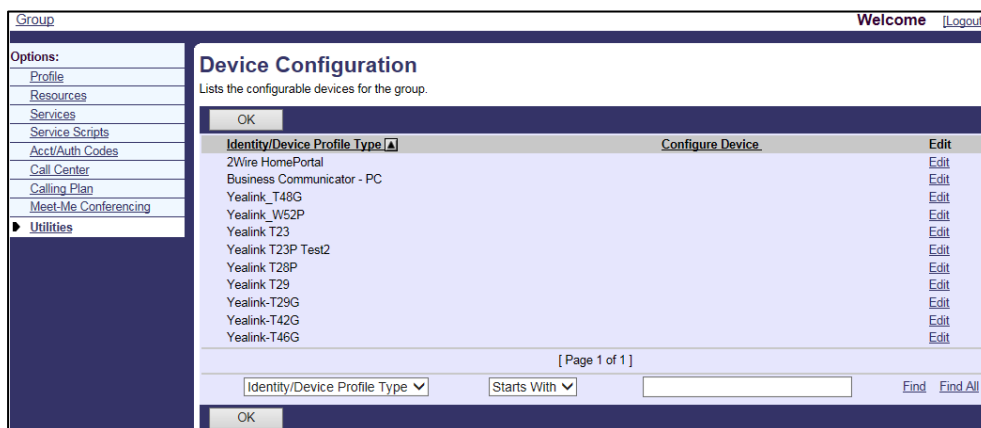 Group Welcome [Logout
Options:
Profile
Resources
Services
Service Scripts
Acct/Auth Codes
Call Center
Calling Plan
Meet-Me Conferencing
Utilities
Device Configuration
Lists the configurable devices for the group.
OK
Identity/Device Profile Type Configure Device Edit
2Wire HomePortal Edit
Business Communicator - PC Edit
Yealink_T48G Edit
Yealink_W52P Edit
Yealink T23 Edit
Yealink T23P Test2 Edit
Yealink T28P Edit
Yealink T29 Edit
Yealink-T29G Edit
Yealink-T42G Edit
Yealink-T46G Edit
[ Page 1 of 1 ]
Identity/Device Profile Type Starts With Find Find All
OK